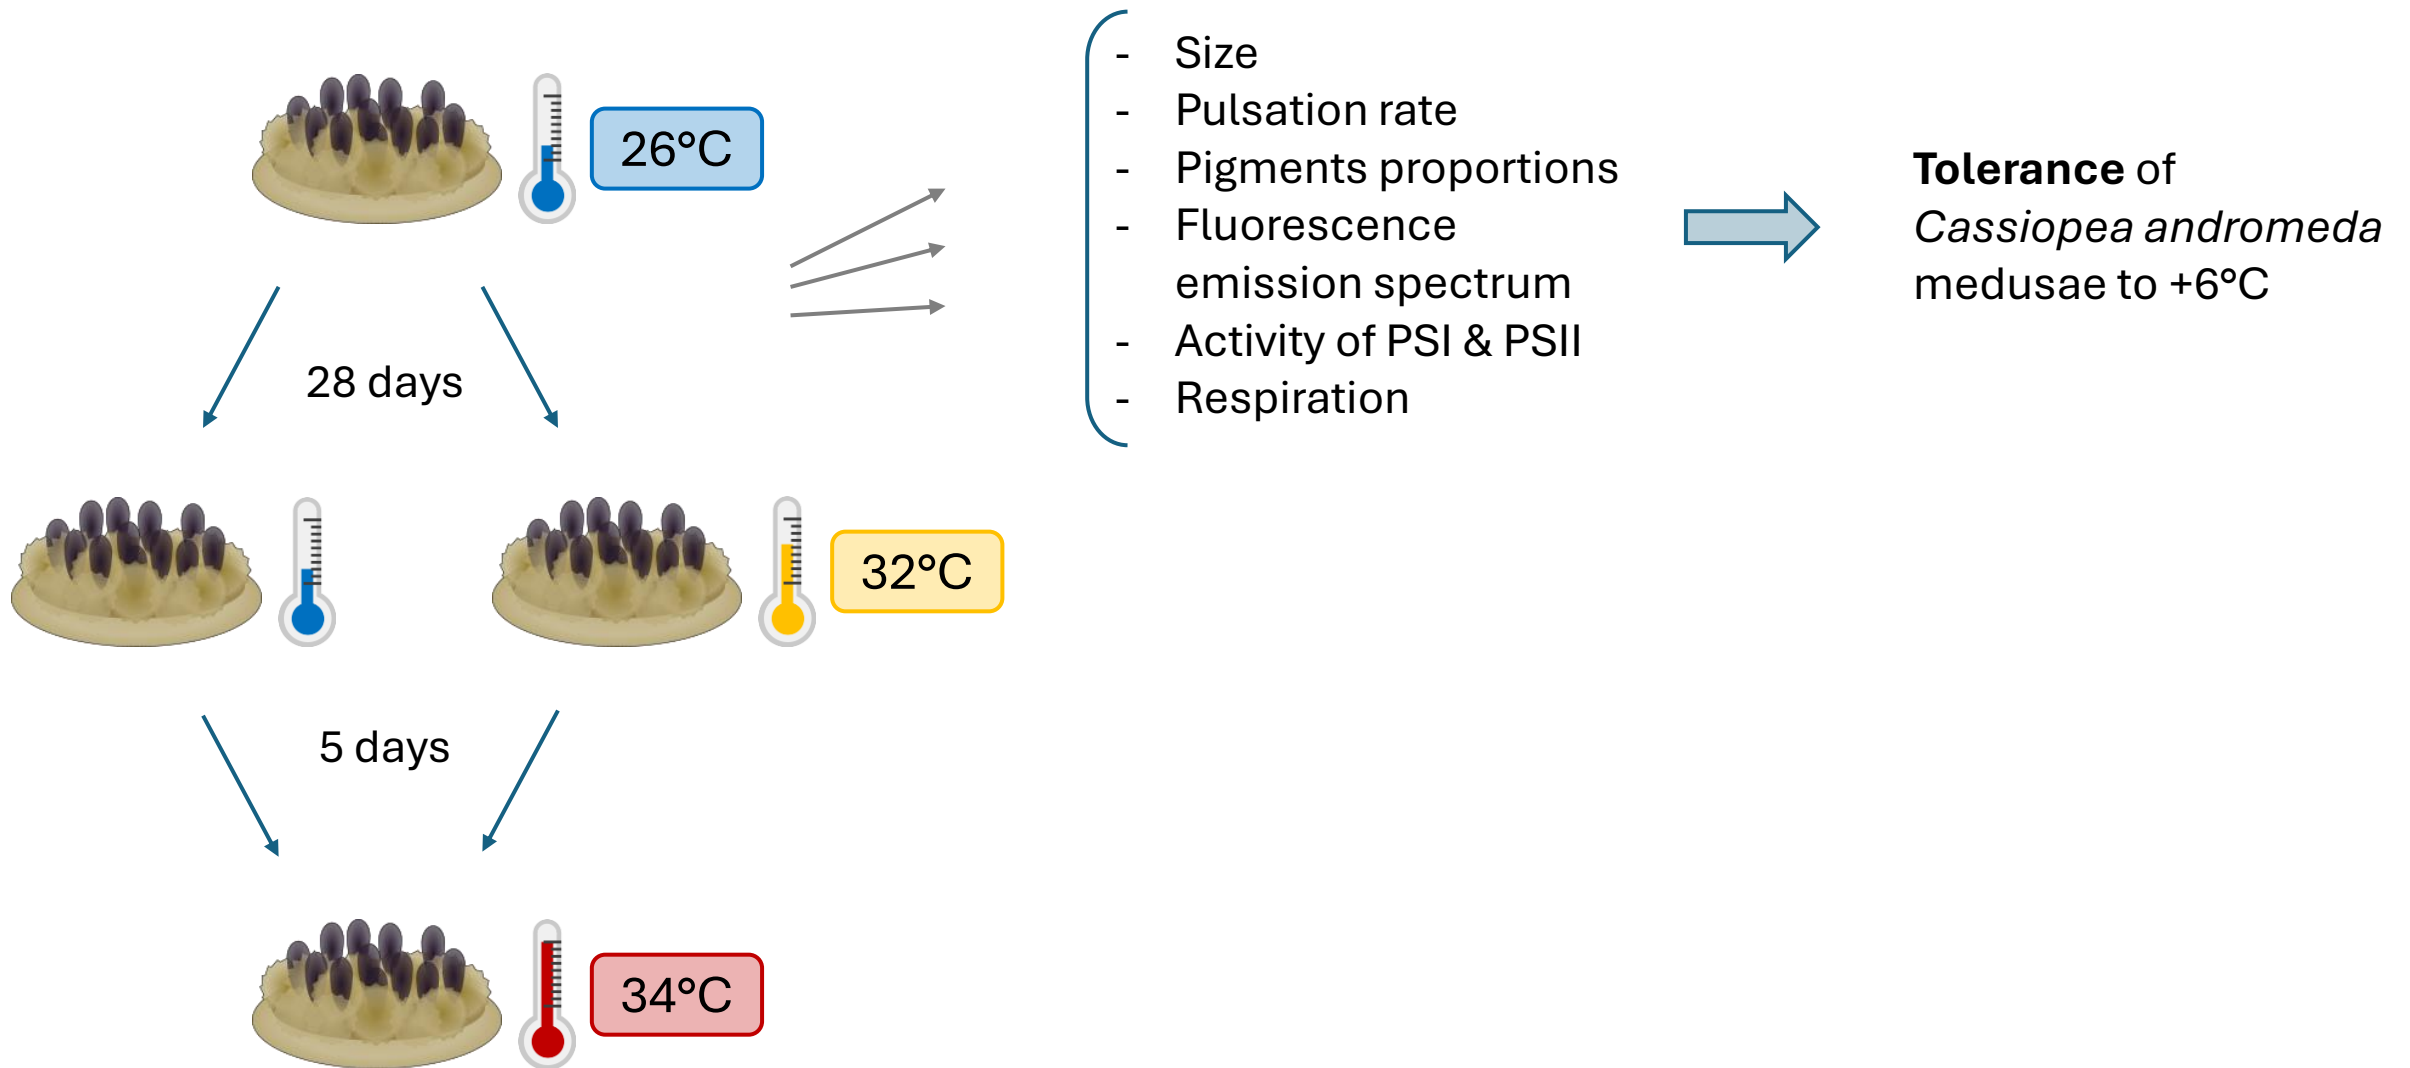 26°C
28 days
32°C
5 days
34°C
- Size
- Pulsation rate
- Pigments proportions
- Fluorescence
emission spectrum
- Activity of PSI & PSII
- Respiration
Tolerance of
Cassiopea andromeda
medusae to +6°C